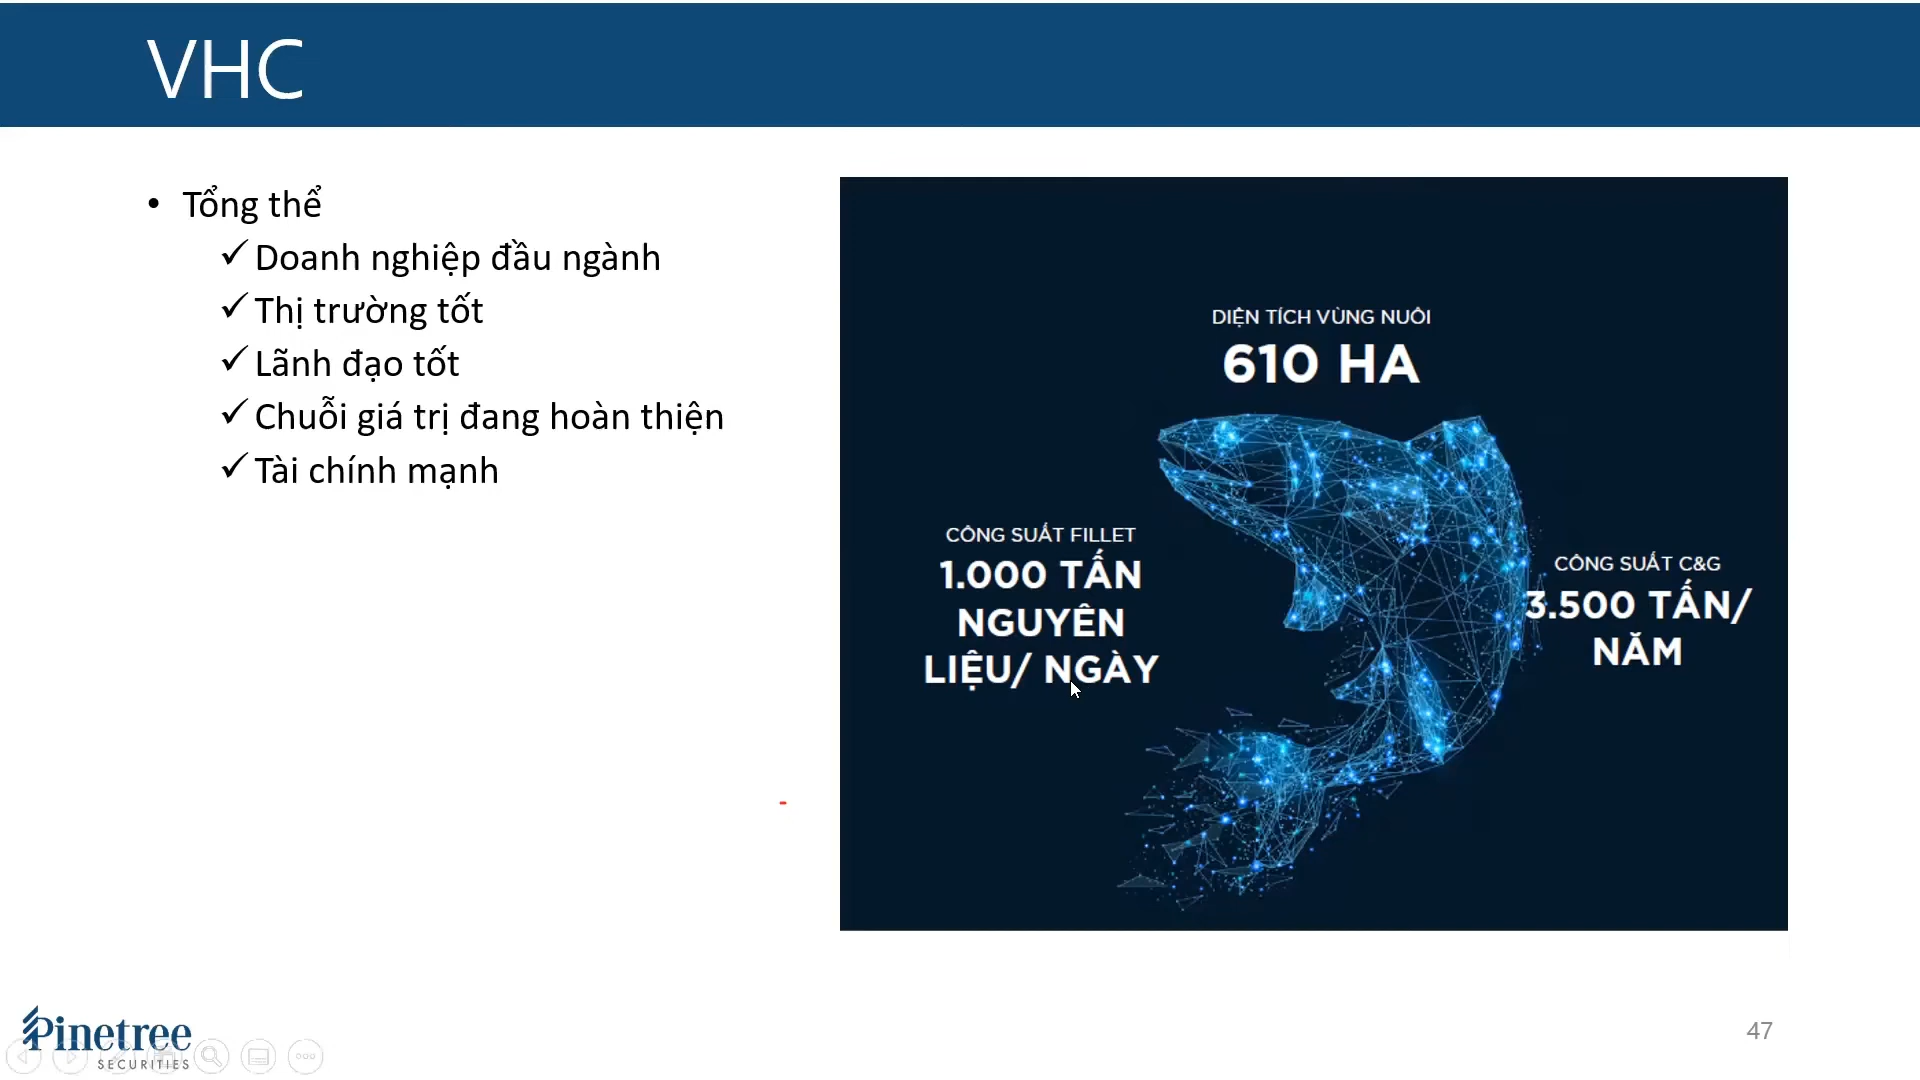 VHC
• Tổng thể
✓ Doanh nghiệp đầu ngành
✓ Thị trường tốt
✓ Lãnh đạo tốt
✓ Chuỗi giá trị đang hoàn thiện
✓ Tài chính mạnh
DIỆN TÍCH VÙNG NUÔI
610 HA
CÔNG SUẤT FILLET
1.000 TẤN
NGUYÊN
LIỆU/ NGÀY
CÔNG SUẤT C&G
3.500 TẤN/
NĂM
Pinetree
SECURITIES
47